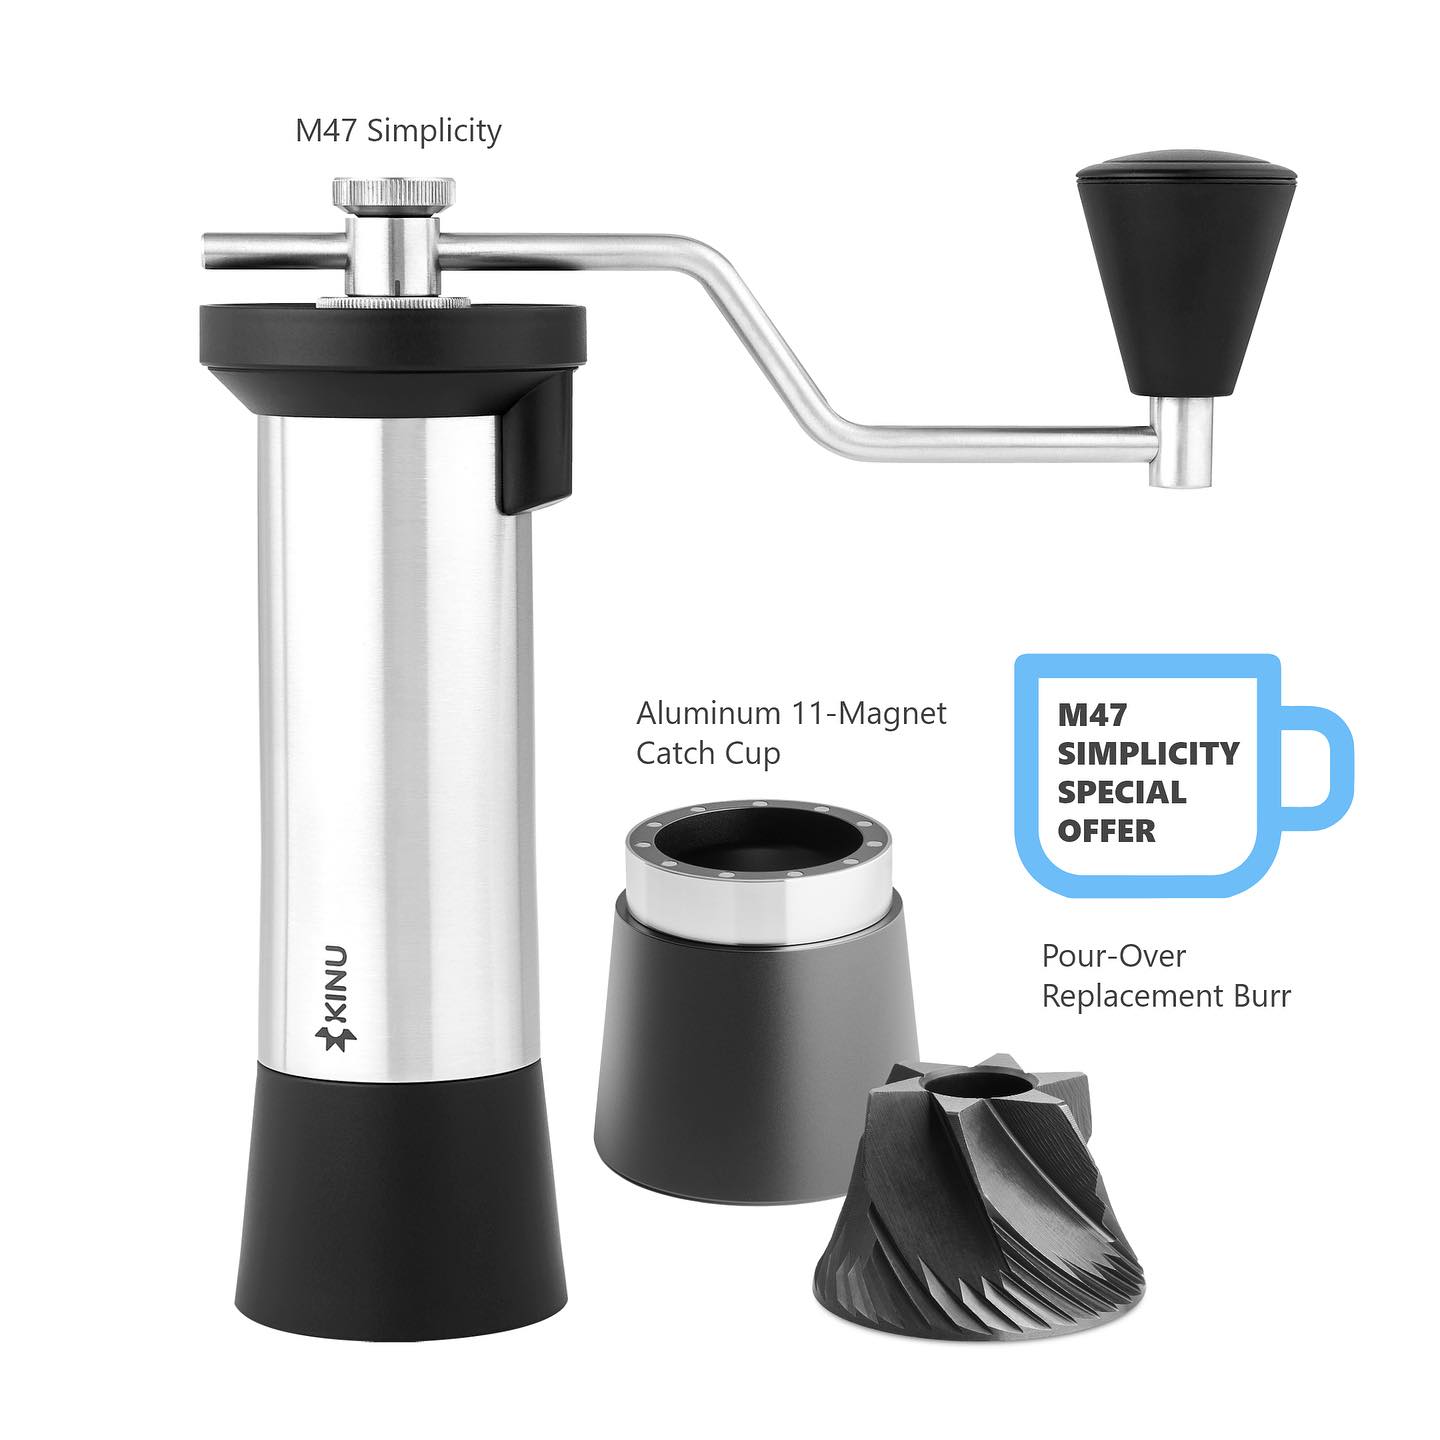 M47 Simplicity
Aluminum 11-Magnet
Catch Cup
M47
SIMPLICITY
SPECIAL
OFFER
KINU
Pour-Over
Replacement Burr